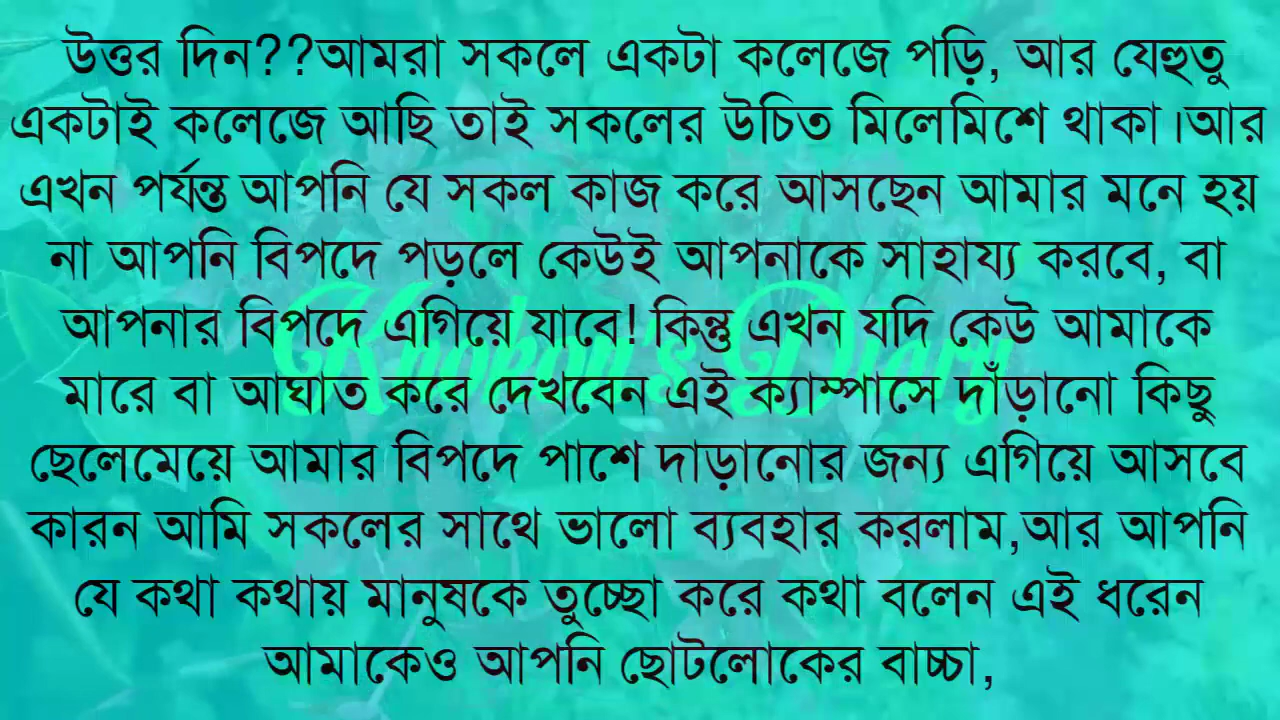 উত্তর দিন??আমরা সকলে একটা কলেজে পড়ি, আর যেহুতু
একটাই কলেজে আছি তাই সকলের উচিত মিলেমিশে থাকা।আর
এখন পর্যন্ত আপনি যে সকল কাজ করে আসছেন আমার মনে হয়
না আপনি বিপদে পড়লে কেউই আপনাকে সাহায্য করবে, বা
আপনার বিপদে এগিয়ে যাবে! কিন্তু এখন যদি কেউ আমাকে
মারে বা আঘাত করে দেখবেন এই ক্যাম্পাসে দাঁড়ানো কিছু
ছেলেমেয়ে আমার বিপদে পাশে দাড়ানোর জন্য এগিয়ে আসবে
কারন আমি সকলের সাথে ভালো ব্যবহার করলাম,আর আপনি
যে কথা কথায় মানুষকে তুচ্ছো করে কথা বলেন এই ধরেন
আমাকেও আপনি ছোটলোকের বাচ্চা,